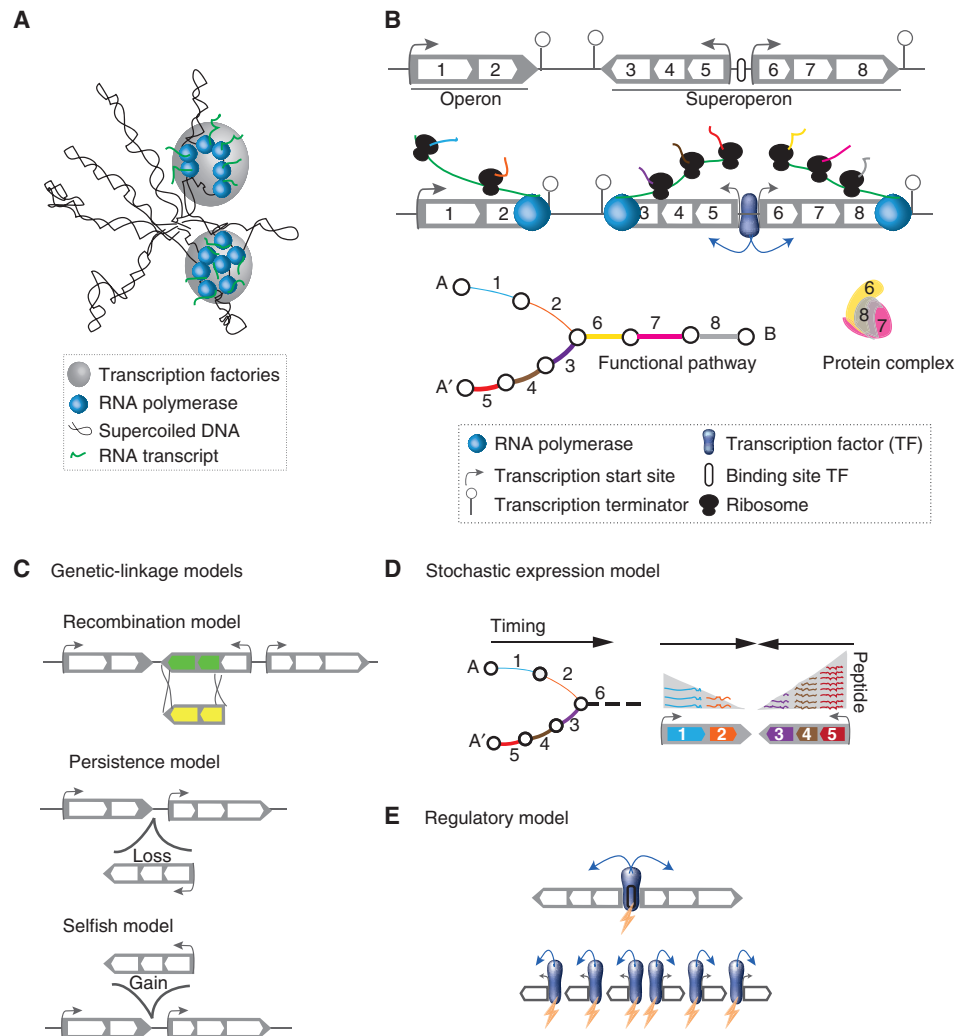 A
Transcription factories
RNA polymerase
Supercoiled DNA
RNA transcript
B
1 2 3 4 5 6 7 8
Operon Superoperon
1 2 3 4 5 6 7 8
A 1 2 6 7 8 B
3 4 5 A′
Functional pathway
6 8 7
Protein complex
RNA polymerase
Transcription start site
Transcription terminator
Transcription factor (TF)
Binding site TF
Ribosome
C Genetic-linkage models
Recombination model
Persistence model
Loss
Selfish model
Gain
D Stochastic expression model
Timing
A 1 2 6
3 4 5 A′
Peptide
1 2 3 4 5
E Regulatory model